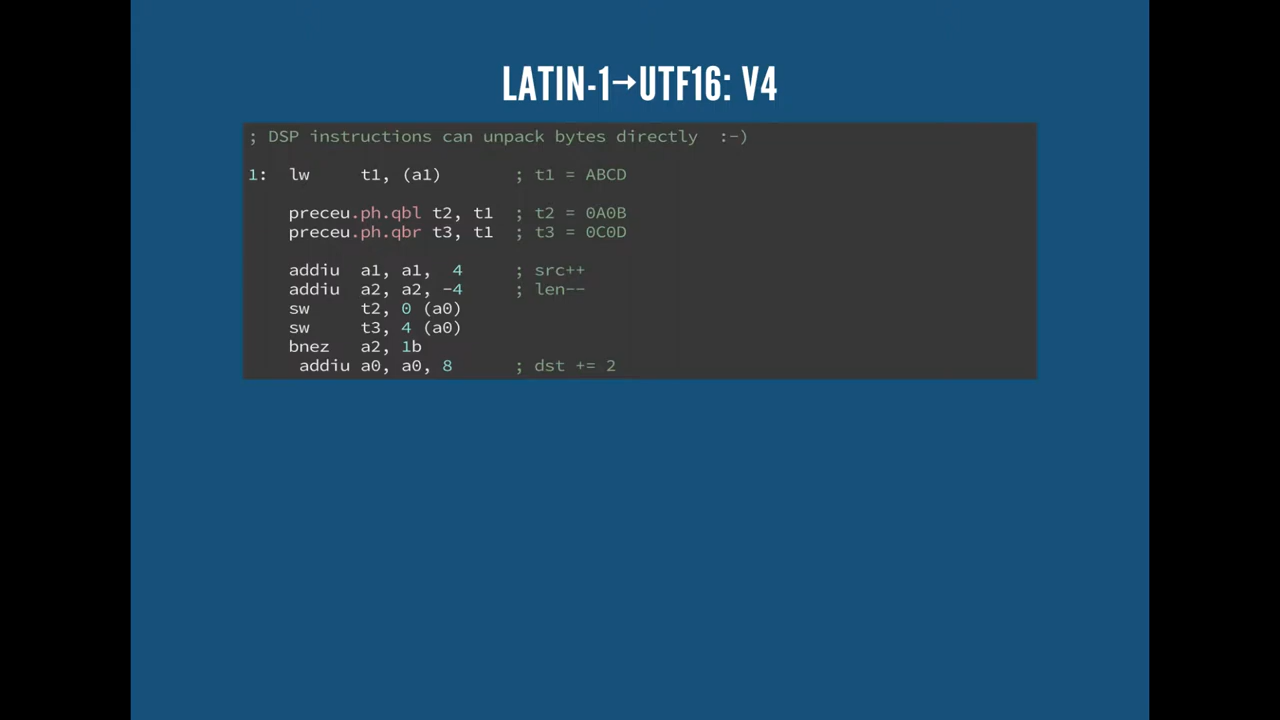 LATIN-1→UTF16: V4
; DSP instructions can unpack bytes directly  :-)
1:  lw     t1, (a1)       ; t1 = ABCD
    preceu.ph.qbl t2, t1  ; t2 = 0A0B
    preceu.ph.qbr t3, t1  ; t3 = 0C0D
    addiu  a1, a1,  4     ; src++
    addiu  a2, a2, -4     ; len--
    sw     t2, 0 (a0)
    sw     t3, 4 (a0)
    bnez   a2, 1b
     addiu a0, a0, 8      ; dst += 2